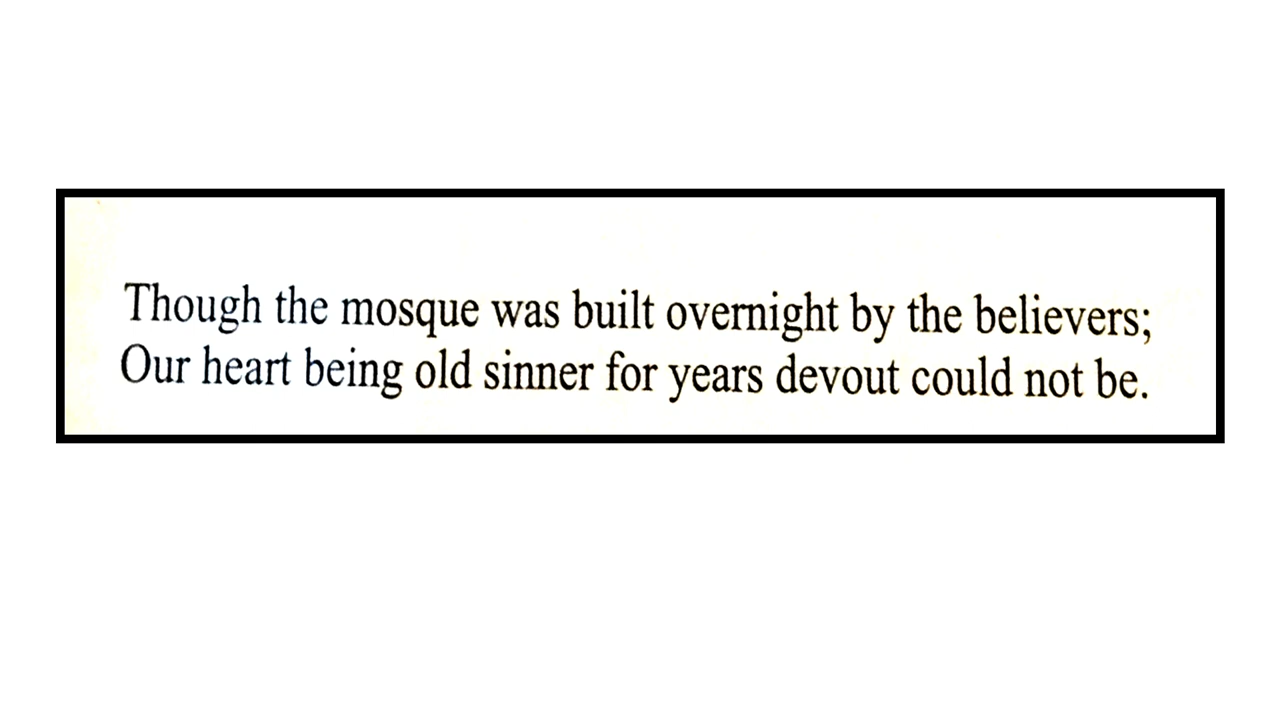 Though the mosque was built overnight by the believers;
Our heart being old sinner for years devout could not be.